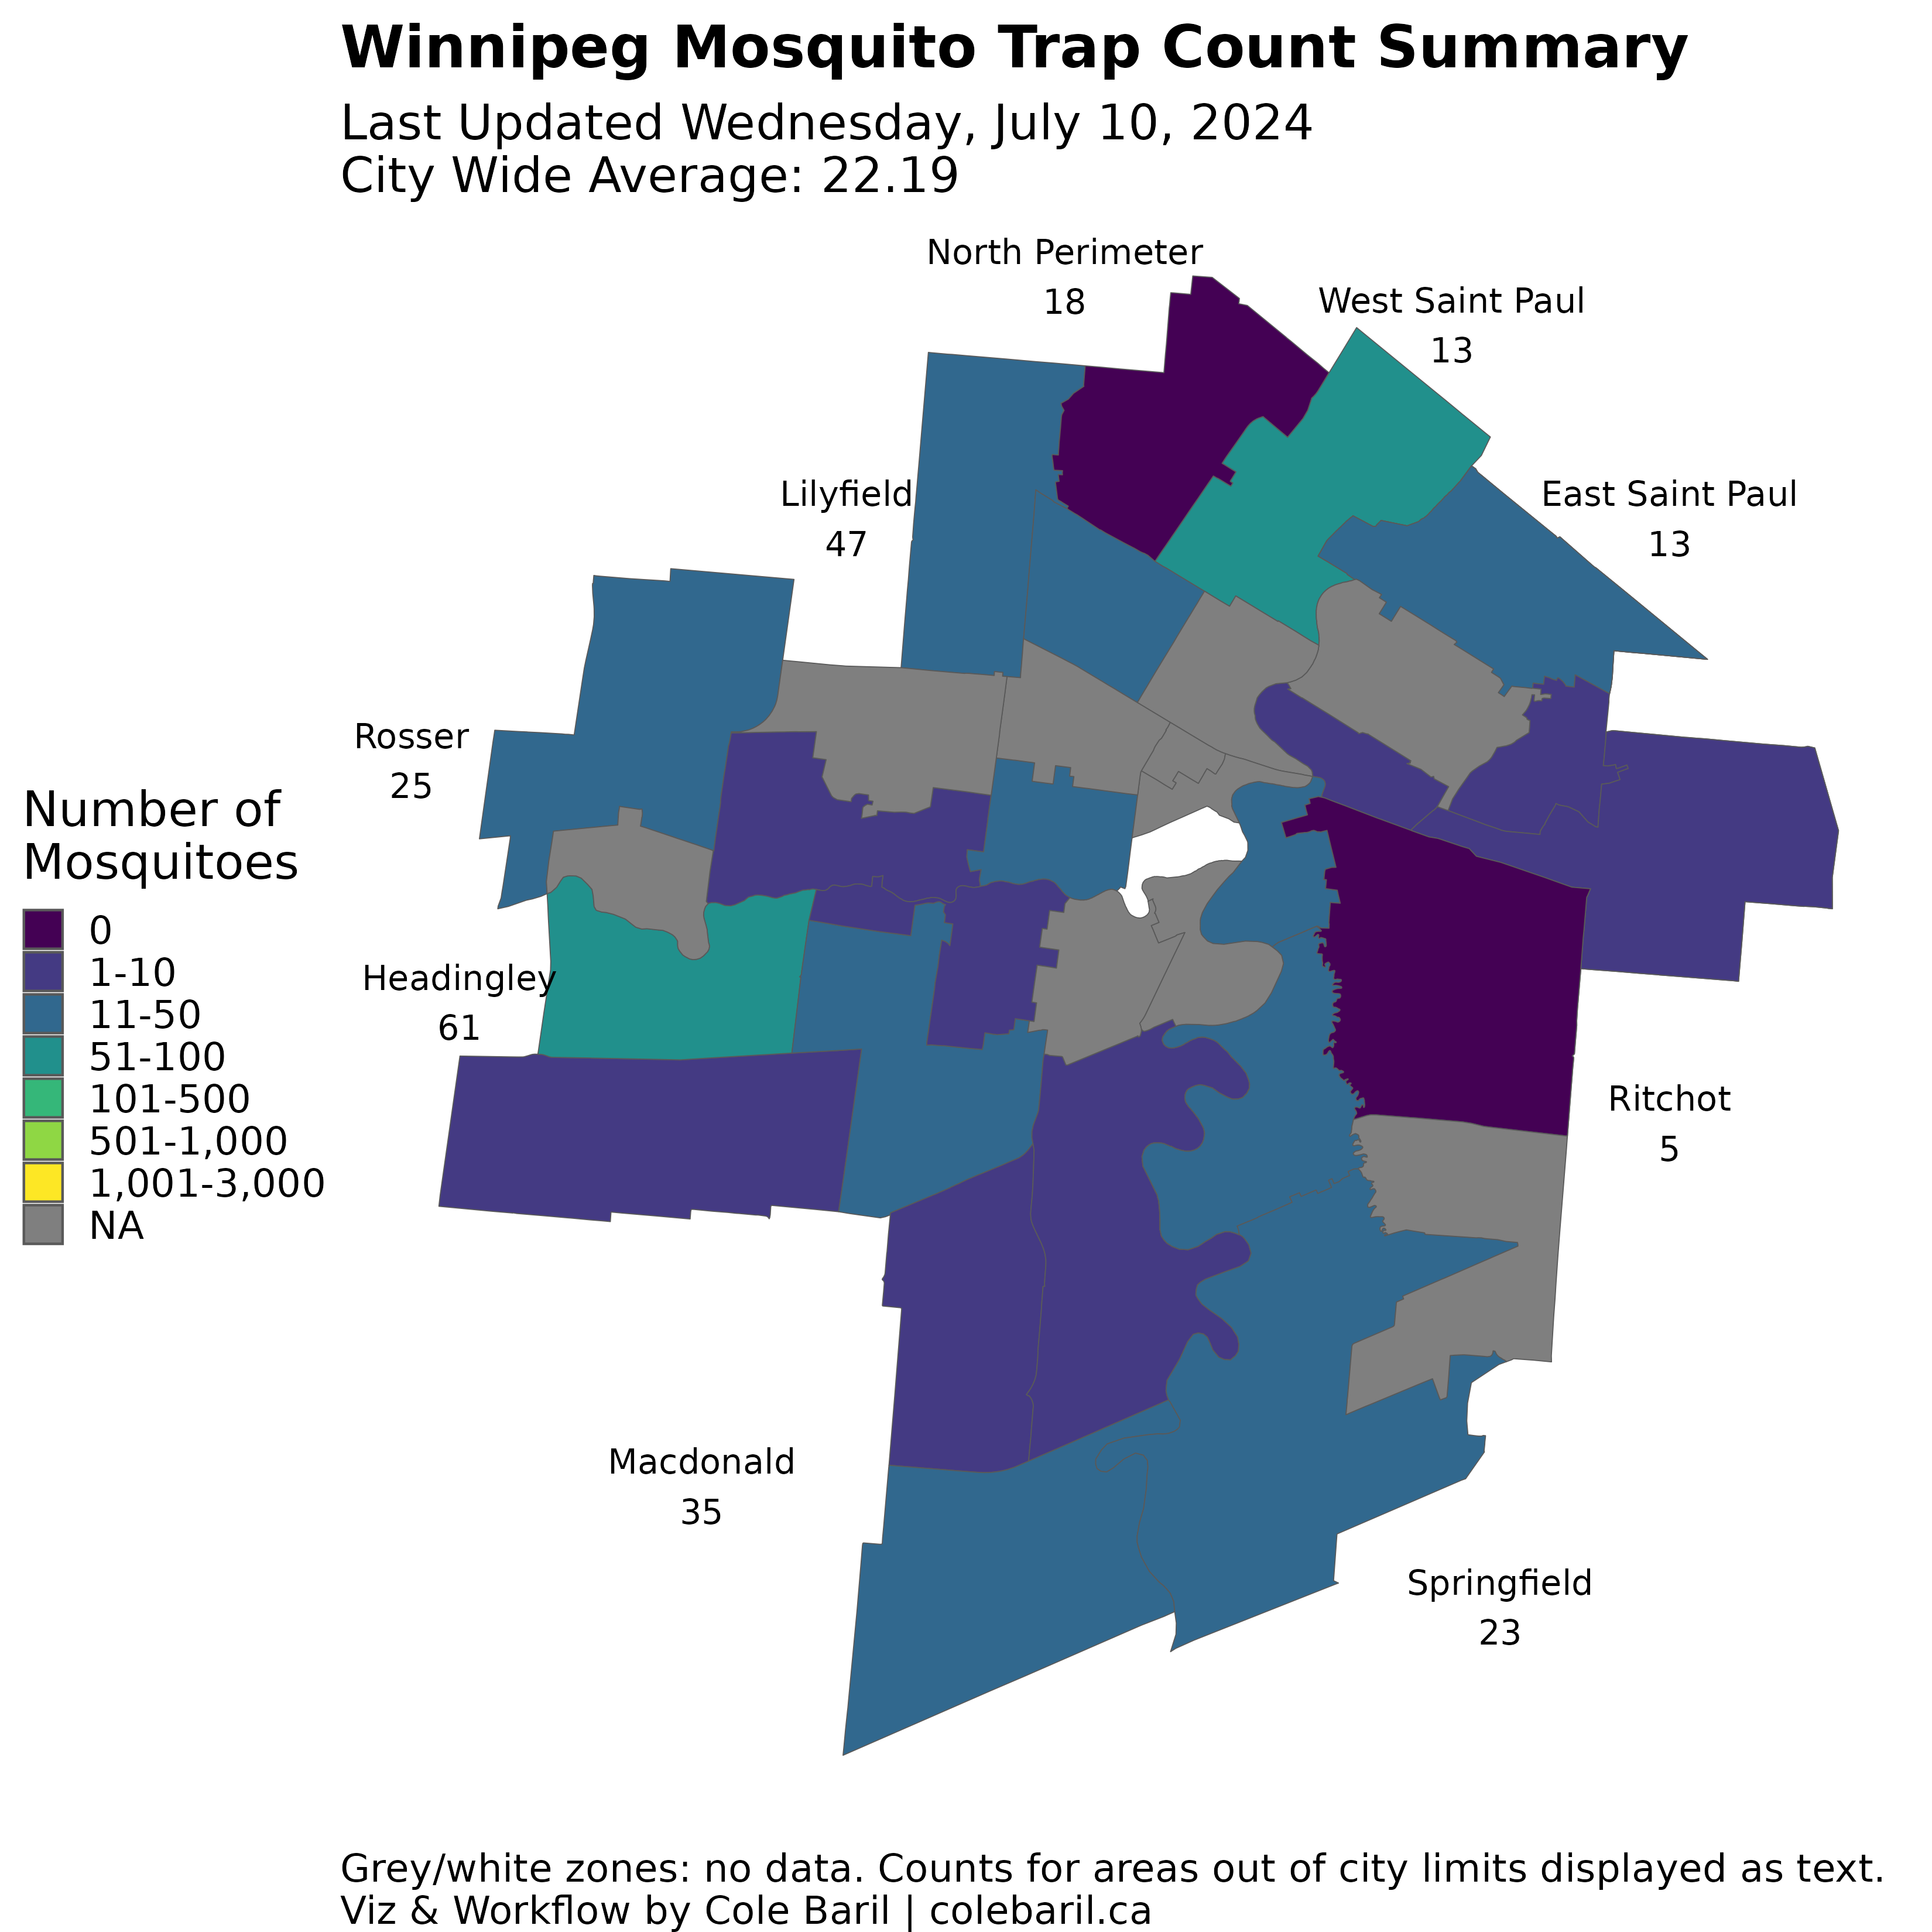 Winnipeg Mosquito Trap Count Summary
Last Updated Wednesday, July 10, 2024
City Wide Average: 22.19
North Perimeter
18
West Saint Paul
13
Lilyfield
47
East Saint Paul
13
Rosser
25
Number of
Mosquitoes
0
1-10
11-50
51-100
101-500
501-1,000
1,001-3,000
NA
Headingley
61
Ritchot
5
Macdonald
35
Springfield
23
Grey/white zones: no data. Counts for areas out of city limits displayed as text.
Viz & Workflow by Cole Baril | colebaril.ca